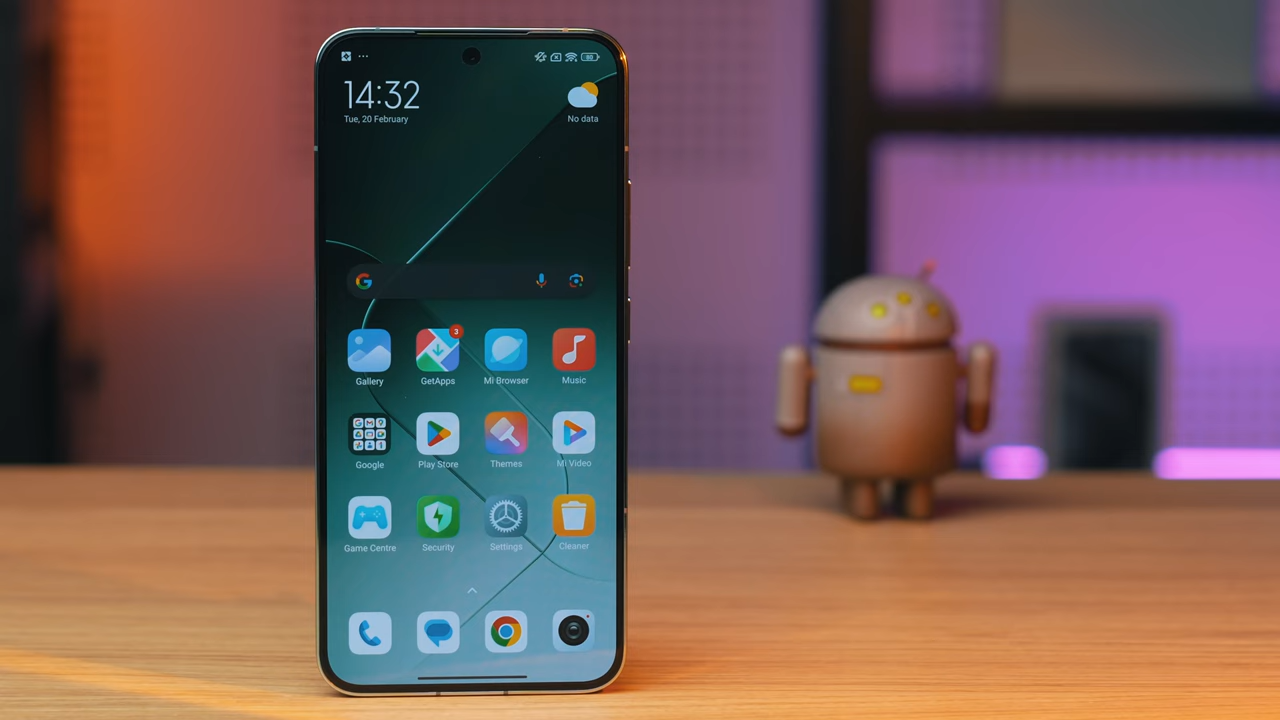 14:32
Tue, 20 February
No data
Gallery
GetApps
3
Mi Browser
Music
Google
Play Store
Themes
Mi Video
Game Centre
Security
Settings
Cleaner